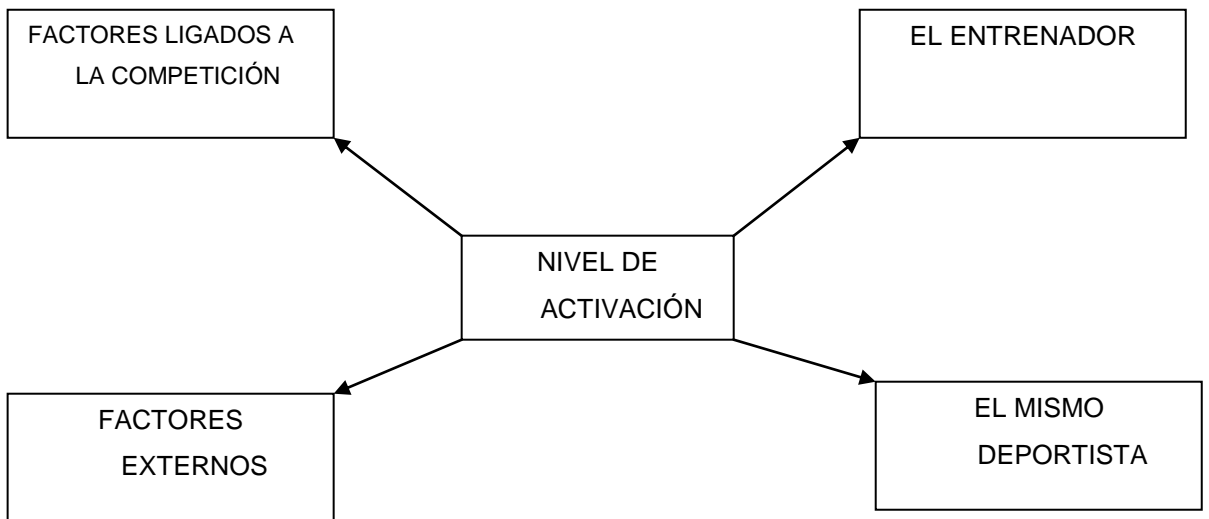 FACTORES LIGADOS A
LA COMPETICIÓN
EL ENTRENADOR
NIVEL DE
ACTIVACIÓN
FACTORES
EXTERNOS
EL MISMO
DEPORTISTA